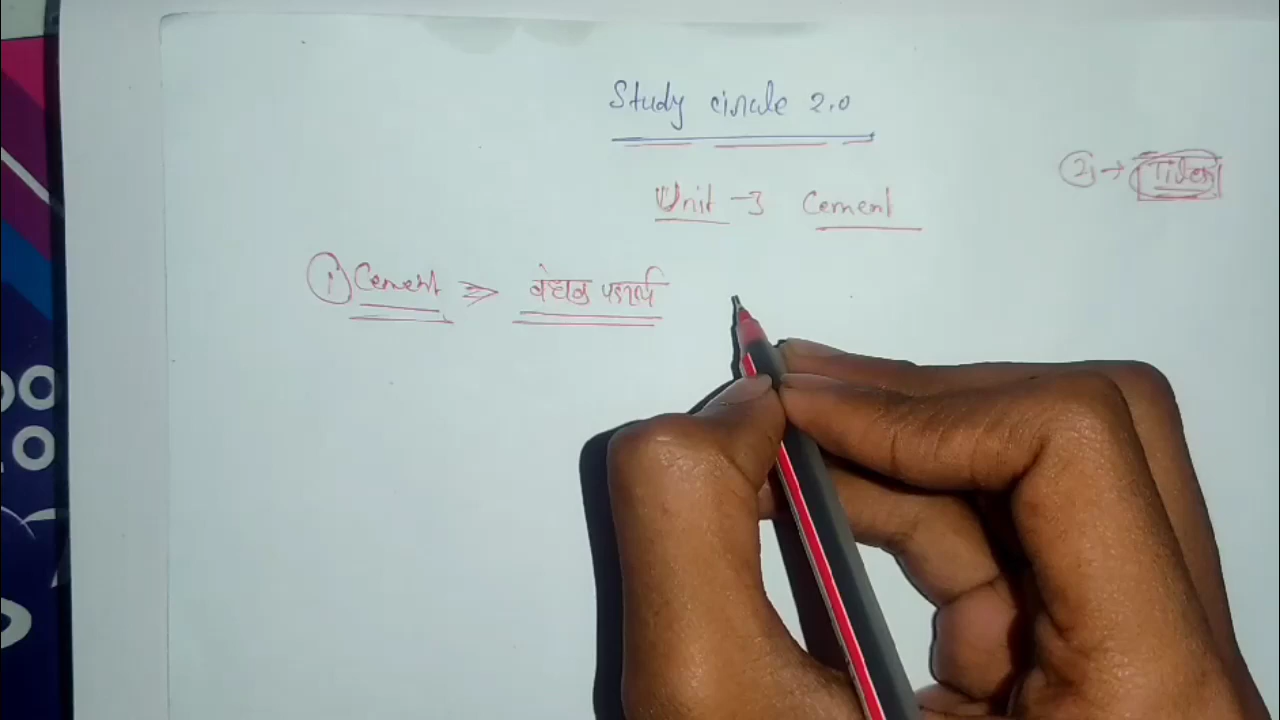 Study circle 2.0
Unit - 3 Cement
2) → Tiles
1) Cement ⇒ बंधक पदार्थ